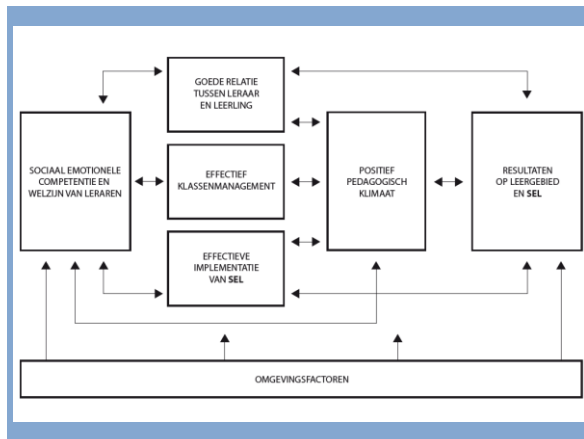 GOEDE RELATIE
TUSSEN LERAAR
EN LEERLING
SOCIAAL EMOTIONELE
COMPETENTIE EN
WELZIJN VAN LERAREN
EFFECTIEF
KLASSENMANAGEMENT
POSITIEF
PEDAGOGISCH
KLIMAAT
RESULTATEN
OP LEERGEBIED
EN SEL
EFFECTIEVE
IMPLEMENTATIE
VAN SEL
OMGEVINGSFACTOREN